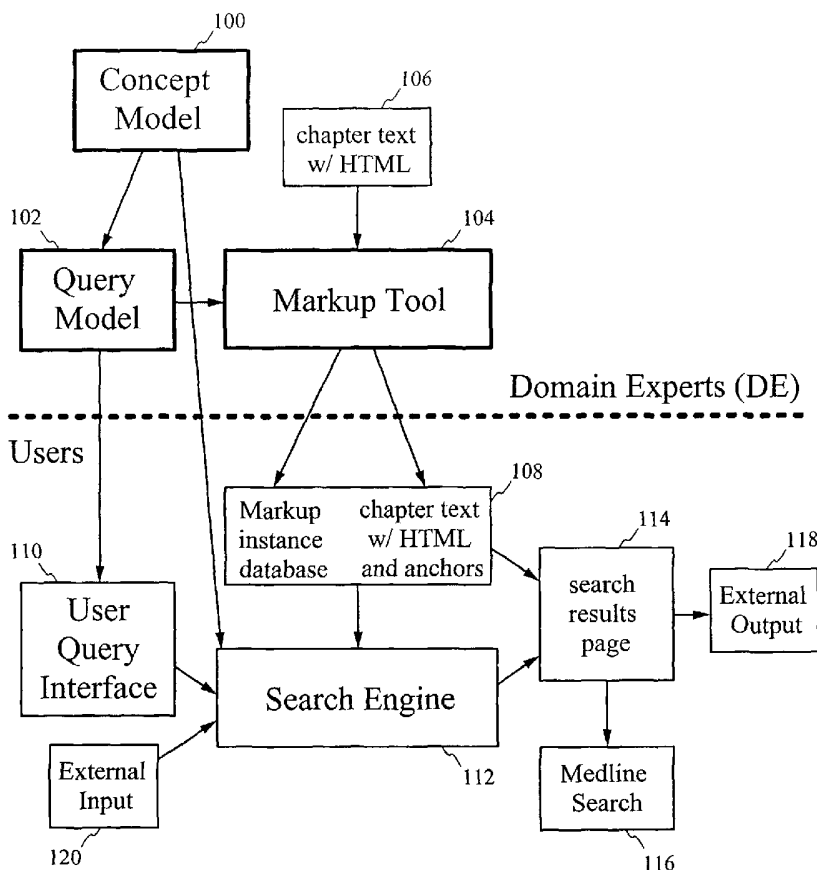 100
Concept
Model
106
chapter text
w/ HTML
102
Query
Model
104
Markup Tool
Domain Experts (DE)
Users
108
Markup
instance
database
chapter text
w/ HTML
and anchors
110
User
Query
Interface
114
search
results
page
118
External
Output
Search Engine
112
External
Input
120
Medline
Search
116